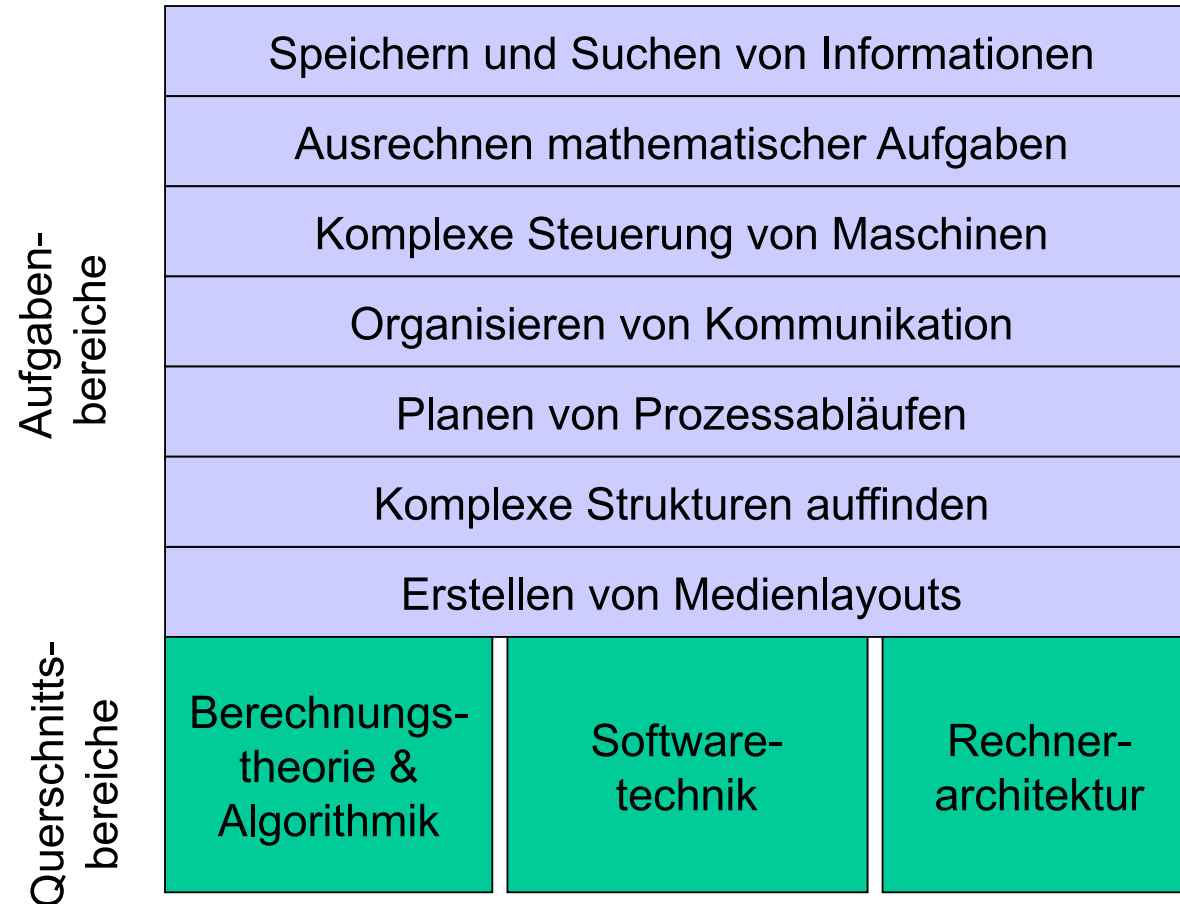 Speichern und Suchen von Informationen
Ausrechnen mathematischer Aufgaben
Komplexe Steuerung von Maschinen
Organisieren von Kommunikation
Planen von Prozessabläufen
Komplexe Strukturen auffinden
Erstellen von Medienlayouts
Aufgaben-
bereiche
Querschnitts-
bereiche
Berechnungs-
theorie &
Algorithmik
Software-
technik
Rechner-
architektur